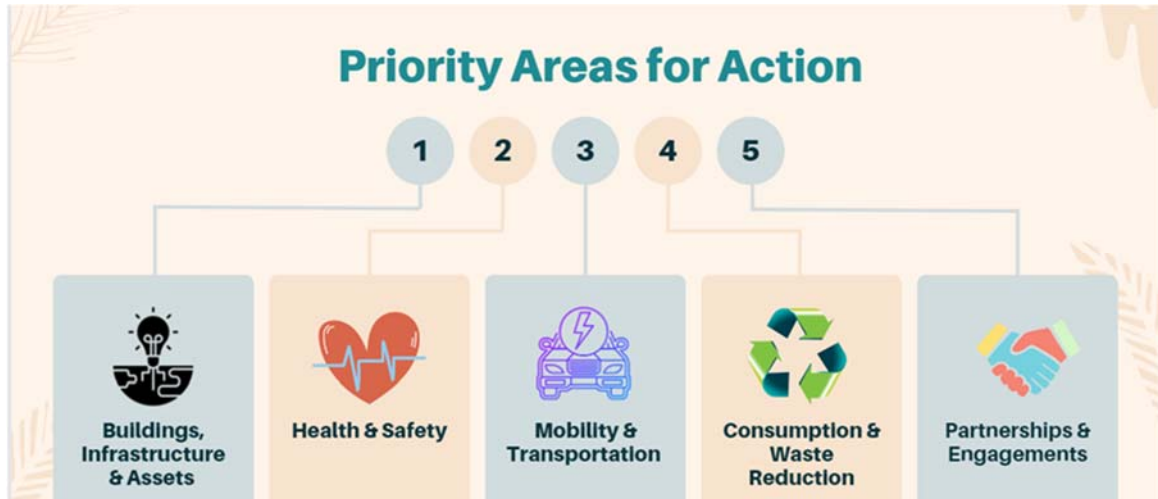 Priority Areas for Action
1 2 3 4 5
Buildings,
Infrastructure
& Assets
Health & Safety
Mobility &
Transportation
Consumption &
Waste
Reduction
Partnerships &
Engagements